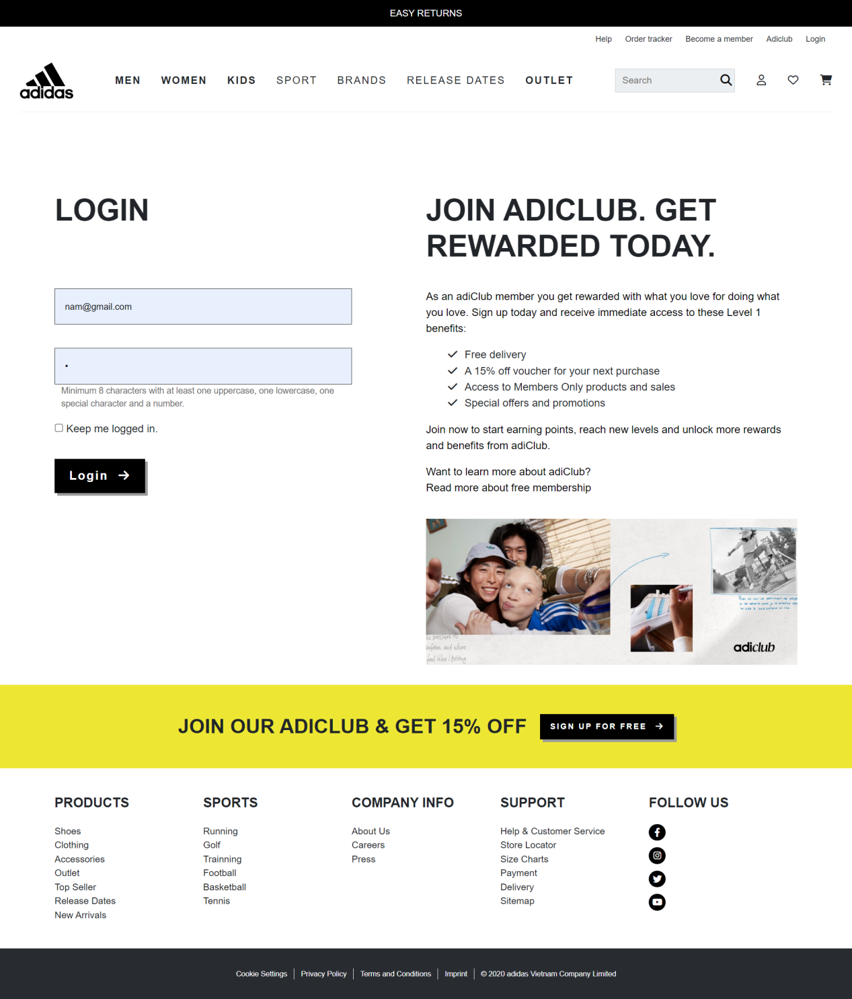 EASY RETURNS
Help Order tracker Become a member Adiclub Login
adidas
MEN WOMEN KIDS SPORT BRANDS RELEASE DATES OUTLET
Search
LOGIN
nam@gmail.com
•
Minimum 8 characters with at least one uppercase, one lowercase, one
special character and a number.
Keep me logged in.
Login
JOIN ADICLUB. GET
REWARDED TODAY.
As an adiClub member you get rewarded with what you love for doing what
you love. Sign up today and receive immediate access to these Level 1
benefits:
Free delivery
A 15% off voucher for your next purchase
Access to Members Only products and sales
Special offers and promotions
Join now to start earning points, reach new levels and unlock more rewards
and benefits from adiClub.
Want to learn more about adiClub?
Read more about free membership
perform and where
feel like I belong
adiclub
JOIN OUR ADICLUB & GET 15% OFF
SIGN UP FOR FREE
PRODUCTS
Shoes
Clothing
Accessories
Outlet
Top Seller
Release Dates
New Arrivals
SPORTS
Running
Golf
Trainning
Football
Basketball
Tennis
COMPANY INFO
About Us
Careers
Press
SUPPORT
Help & Customer Service
Store Locator
Size Charts
Payment
Delivery
Sitemap
FOLLOW US
Cookie Settings Privacy Policy Terms and Conditions Imprint © 2020 adidas Vietnam Company Limited